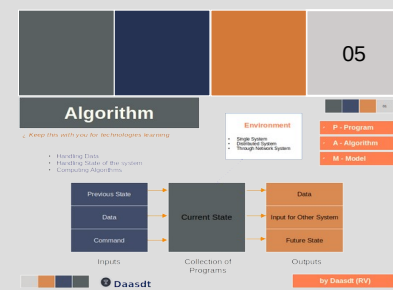 05
Algorithm
Keep this with you for technologies learning
Handling Data
Handling State of the system
Computing Algorithms
Environment
Single System
Distributed System
Through Network System
P - Program
A - Algorithm
M - Model
Previous State
Data
Command
Current State
Data
Input for Other System
Future State
Inputs
Collection of
Programs
Outputs
Daasdt
by Daasdt (RV)